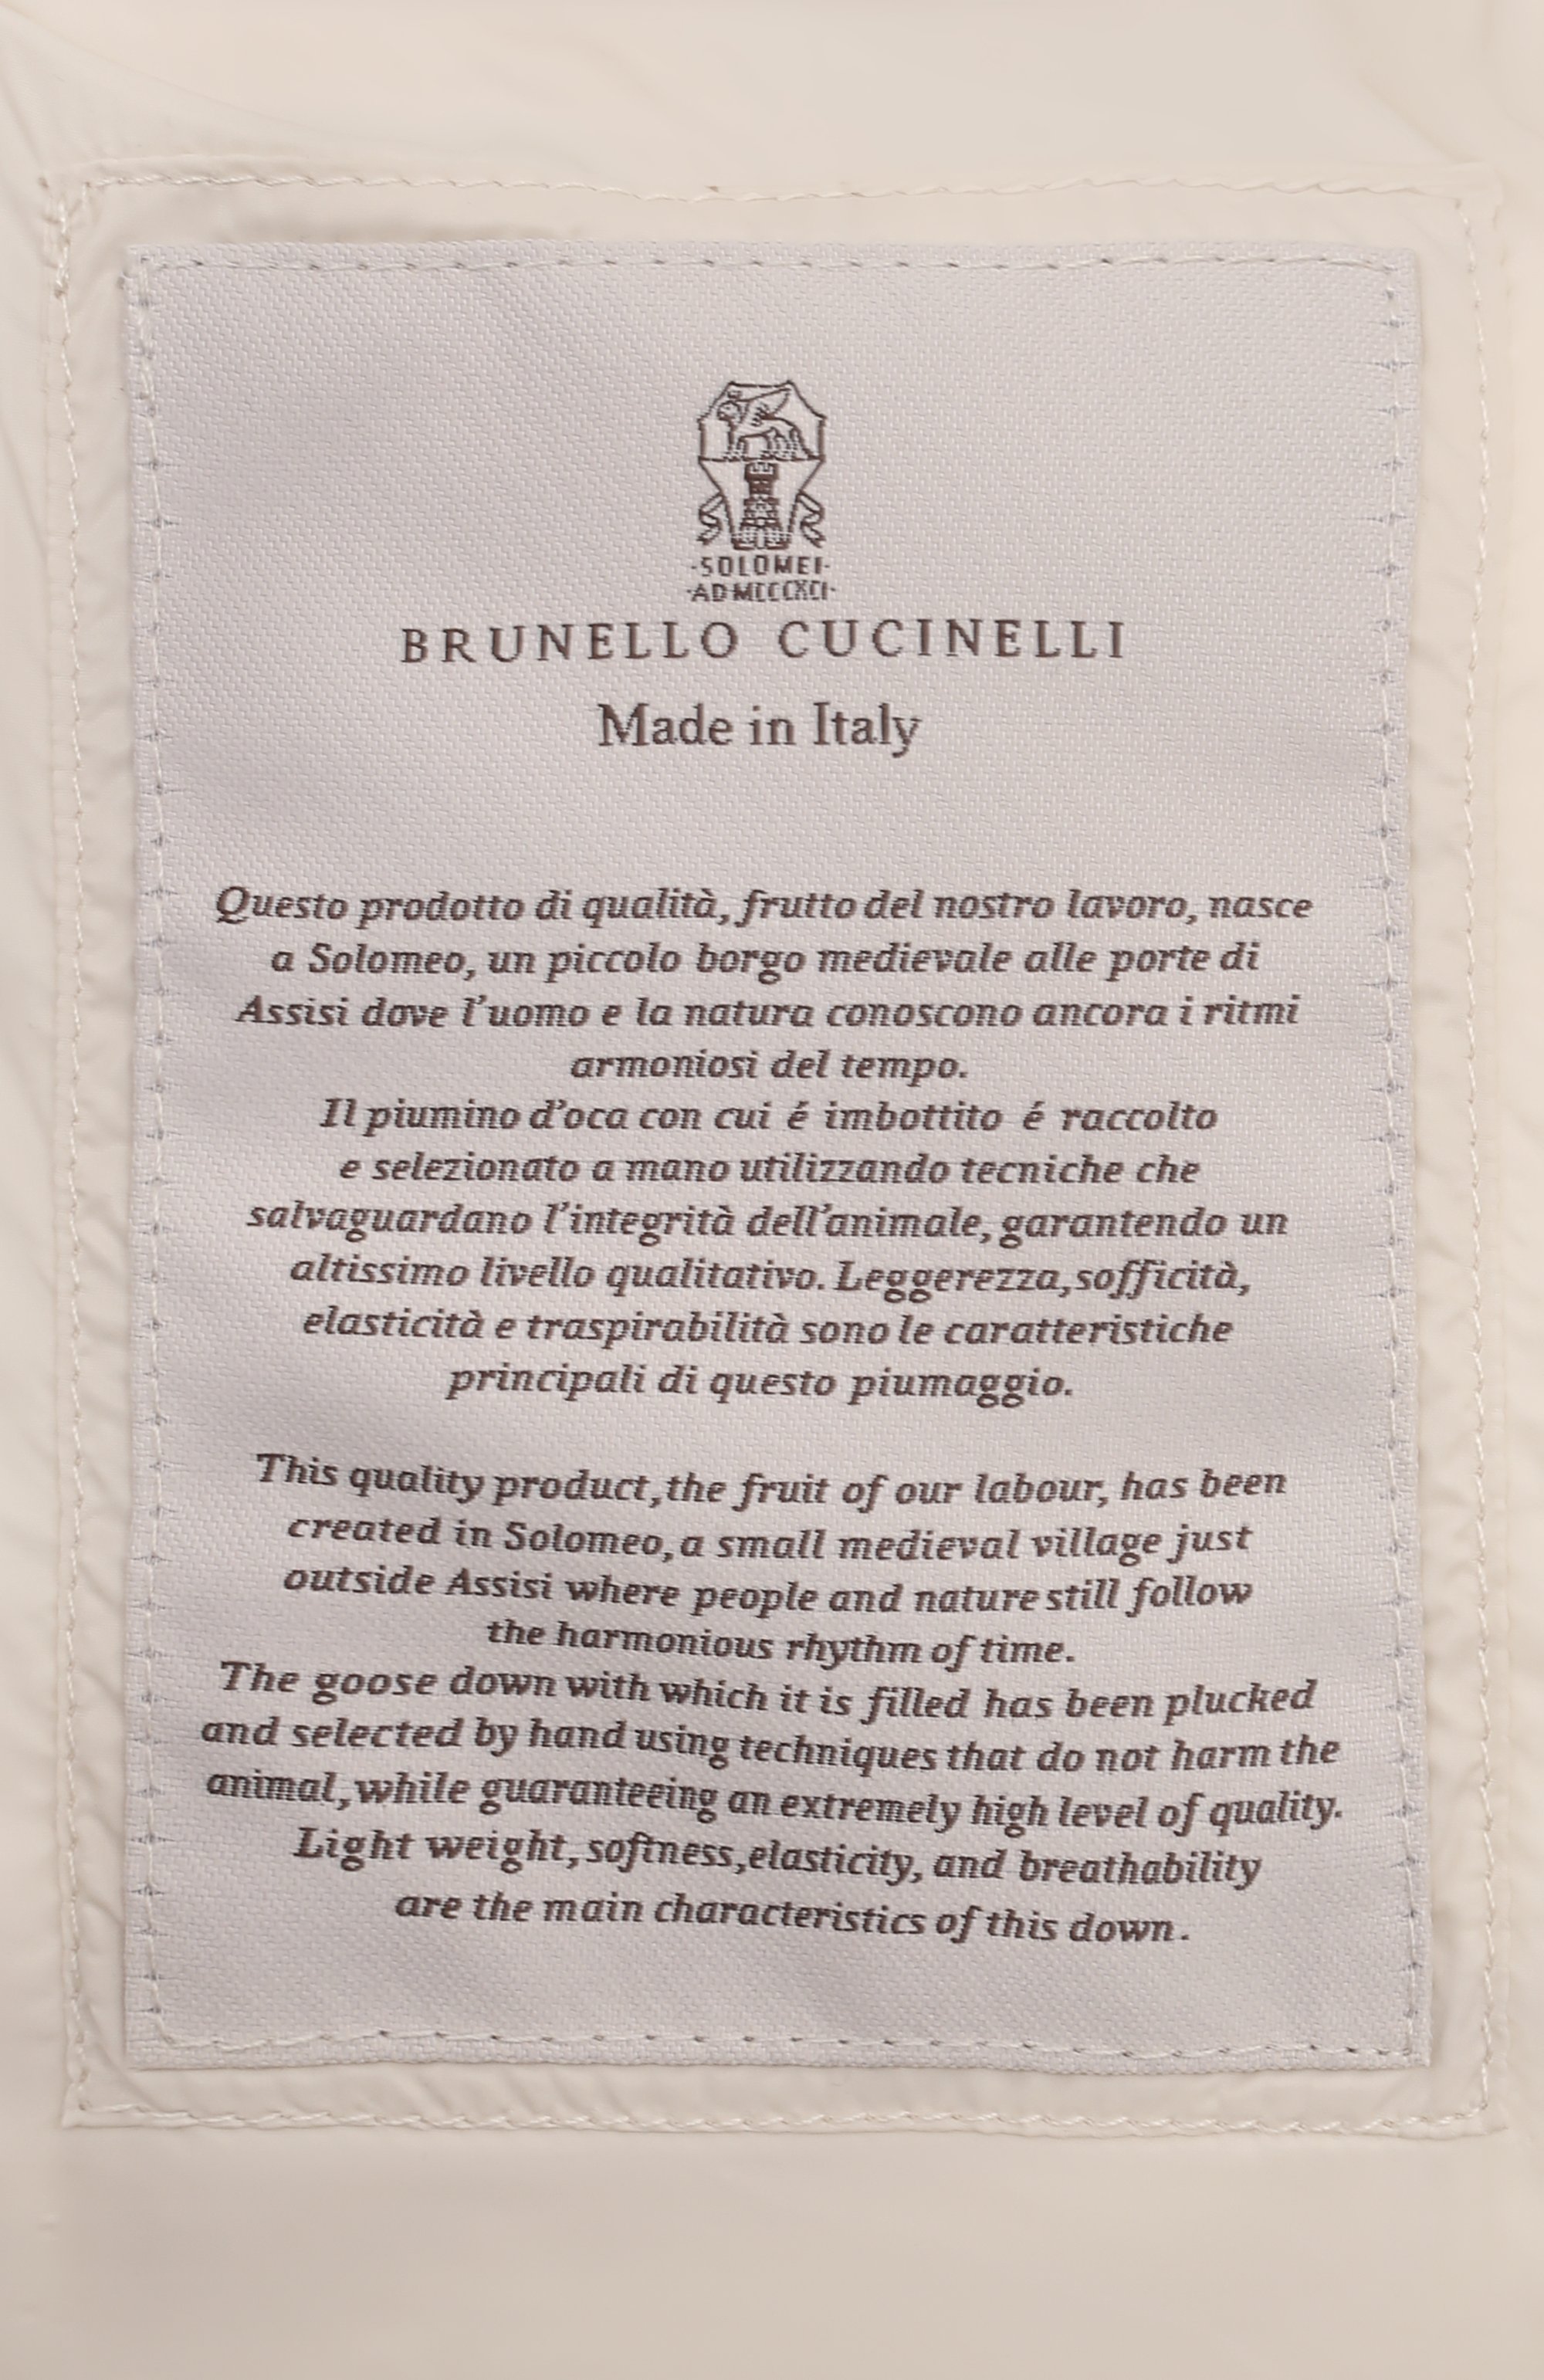 ·SOLOMEI·
·AD·MCCCXCI·
BRUNELLO CUCINELLI
Made in Italy
Questo prodotto di qualità, frutto del nostro lavoro, nasce
a Solomeo, un piccolo borgo medievale alle porte di
Assisi dove l'uomo e la natura conoscono ancora i ritmi
armoniosi del tempo.
Il piumino d'oca con cui é imbottito é raccolto
e selezionato a mano utilizzando tecniche che
salvaguardano l'integrità dell'animale, garantendo un
altissimo livello qualitativo. Leggerezza,sofficità,
elasticità e traspirabilità sono le caratteristiche
principali di questo piumaggio.
This quality product,the fruit of our labour, has been
created in Solomeo,a small medieval village just
outside Assisi where people and nature still follow
the harmonious rhythm of time.
The goose down with which it is filled has been plucked
and selected by hand using techniques that do not harm the
animal,while guaranteeing an extremely high level of quality.
Light weight,softness,elasticity, and breathability
are the main characteristics of this down.